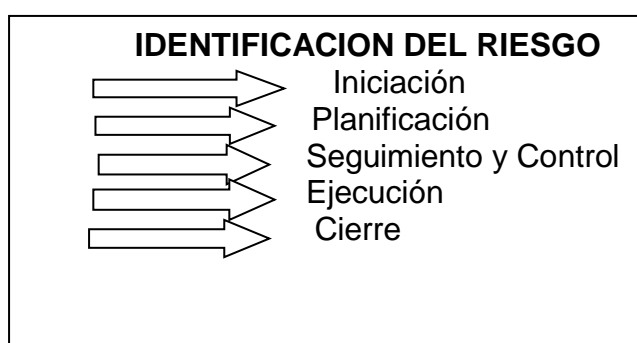 IDENTIFICACION DEL RIESGO
Iniciación
Planificación
Seguimiento y Control
Ejecución
Cierre